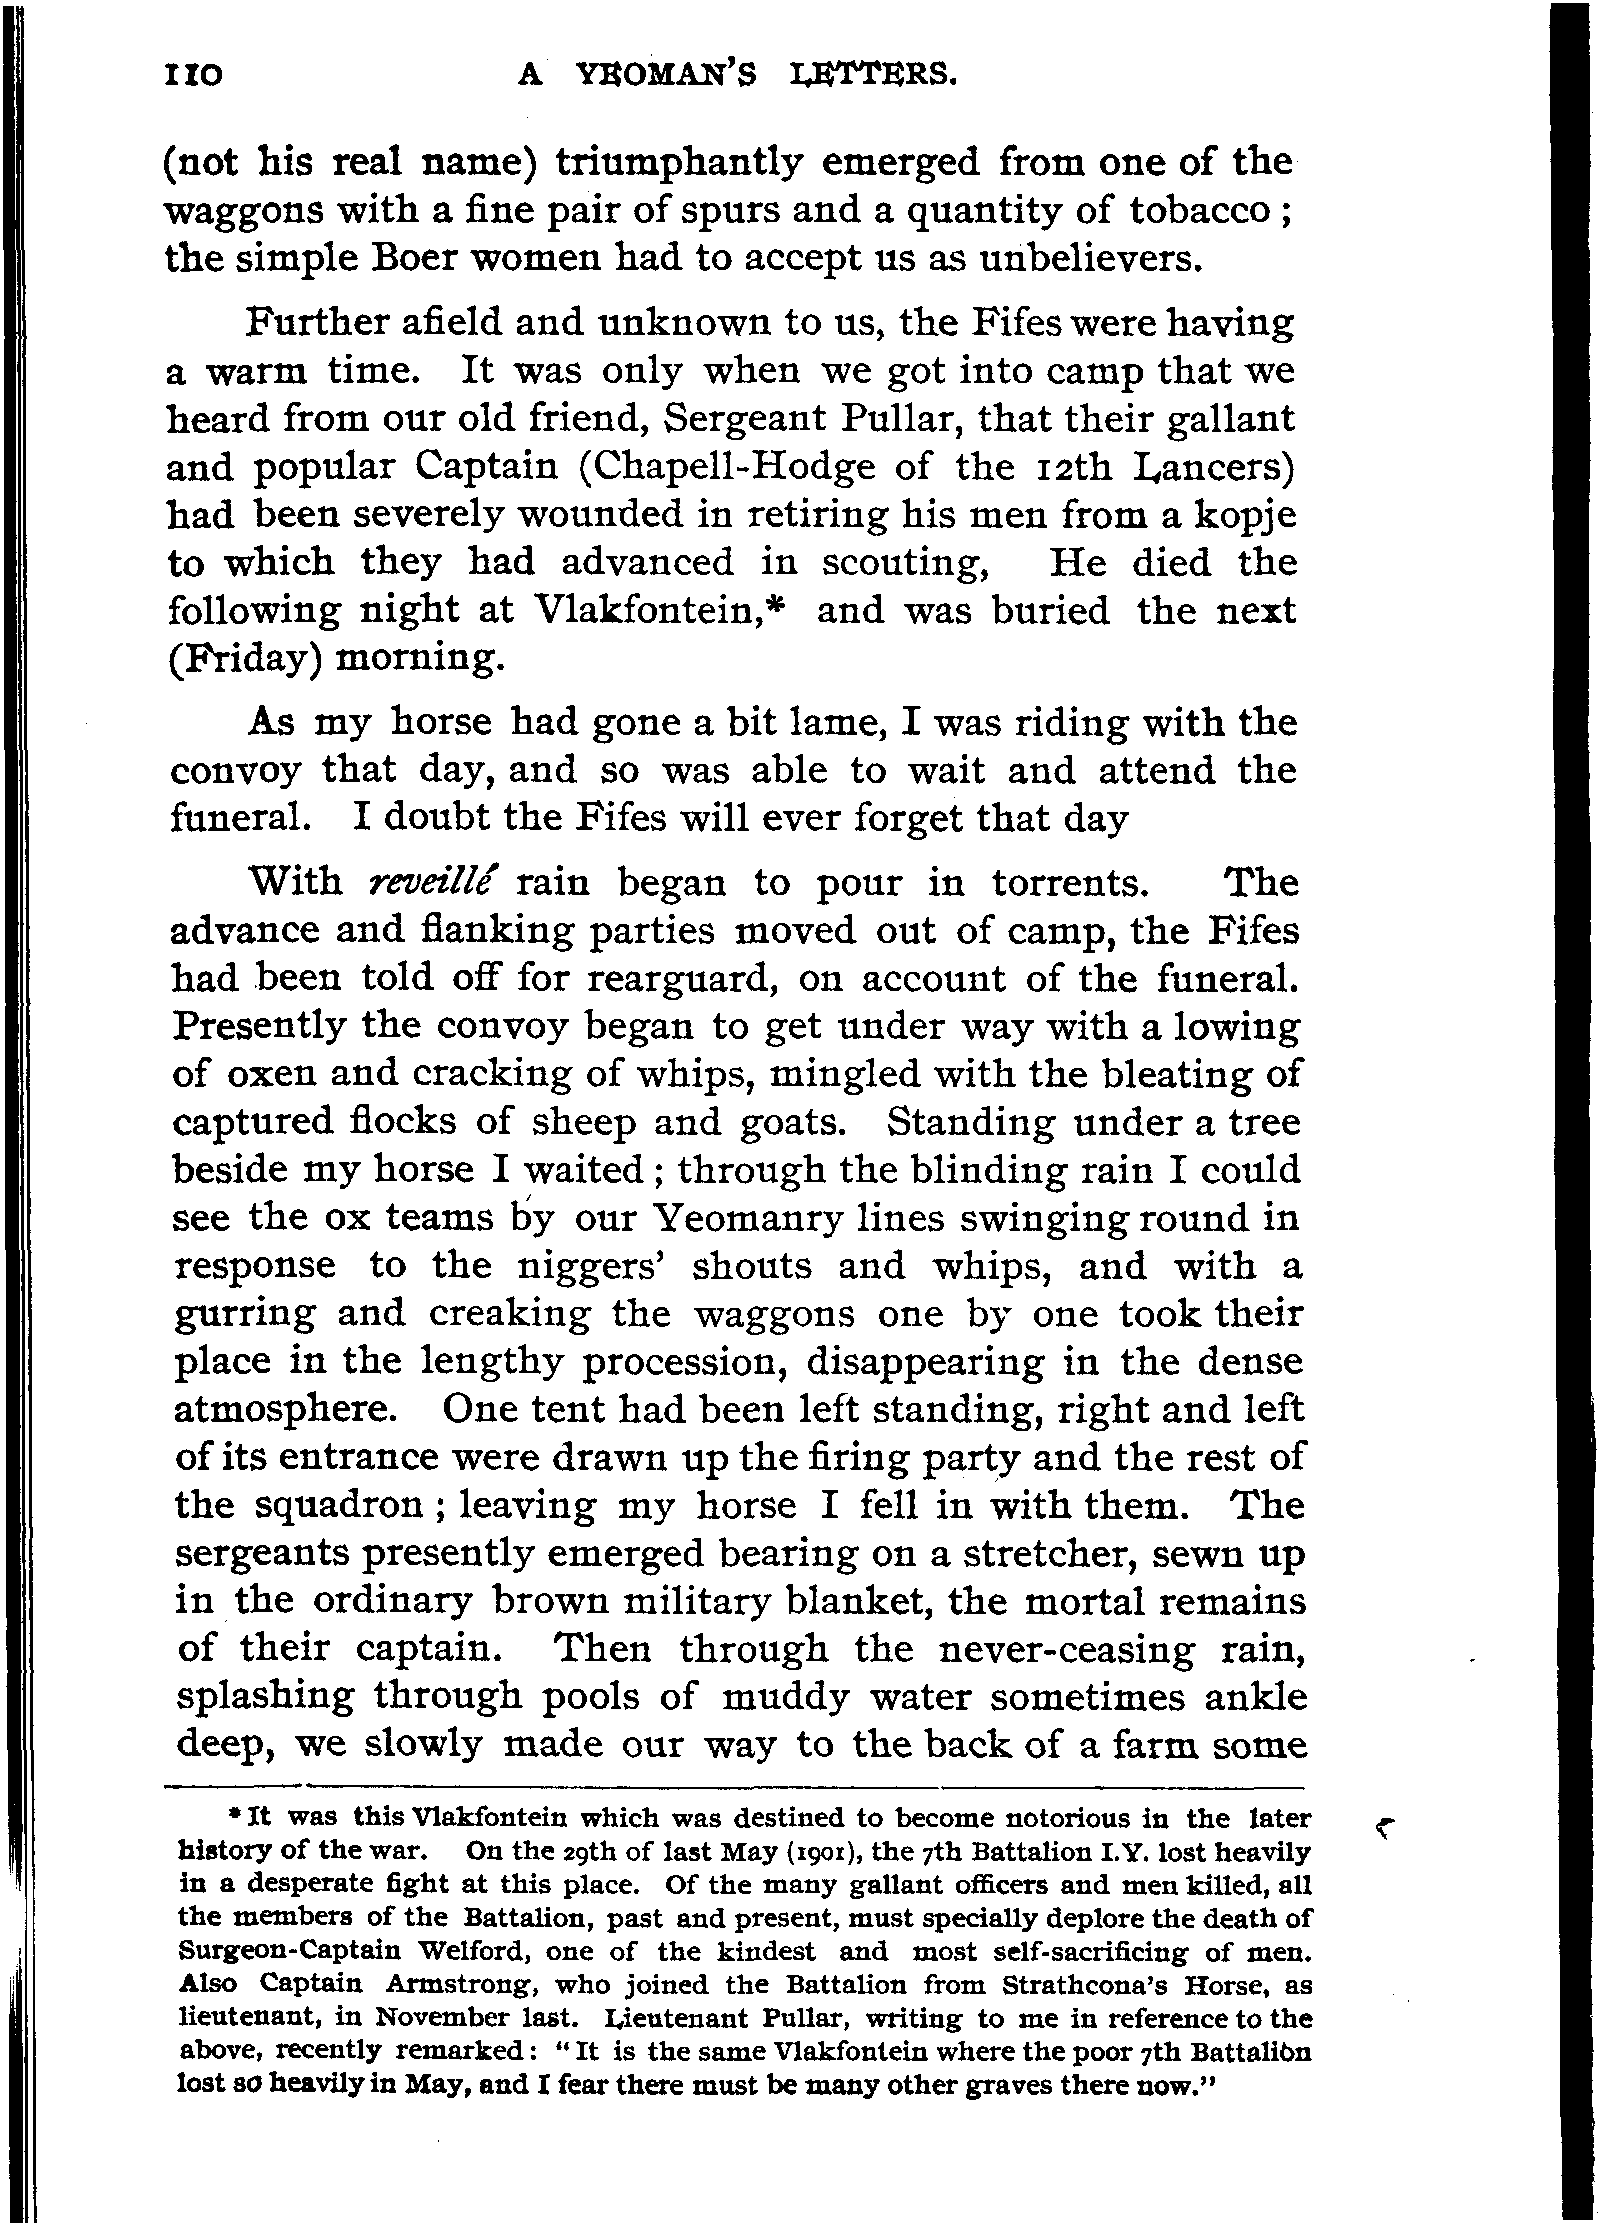 110 A YEOMAN'S LETTERS.
(not his real name) triumphantly emerged from one of the
waggons with a fine pair of spurs and a quantity of tobacco ;
the simple Boer women had to accept us as unbelievers.
Further afield and unknown to us, the Fifes were having
a warm time. It was only when we got into camp that we
heard from our old friend, Sergeant Pullar, that their gallant
and popular Captain (Chapell-Hodge of the 12th Lancers)
had been severely wounded in retiring his men from a kopje
to which they had advanced in scouting, He died the
following night at Vlakfontein,* and was buried the next
(Friday) morning.
As my horse had gone a bit lame, I was riding with the
convoy that day, and so was able to wait and attend the
funeral. I doubt the Fifes will ever forget that day
With reveillé rain began to pour in torrents. The
advance and flanking parties moved out of camp, the Fifes
had been told off for rearguard, on account of the funeral.
Presently the convoy began to get under way with a lowing
of oxen and cracking of whips, mingled with the bleating of
captured flocks of sheep and goats. Standing under a tree
beside my horse I waited ; through the blinding rain I could
see the ox teams by our Yeomanry lines swinging round in
response to the niggers' shouts and whips, and with a
gurring and creaking the waggons one by one took their
place in the lengthy procession, disappearing in the dense
atmosphere. One tent had been left standing, right and left
of its entrance were drawn up the firing party and the rest of
the squadron ; leaving my horse I fell in with them. The
sergeants presently emerged bearing on a stretcher, sewn up
in the ordinary brown military blanket, the mortal remains
of their captain. Then through the never-ceasing rain,
splashing through pools of muddy water sometimes ankle
deep, we slowly made our way to the back of a farm some
* It was this Vlakfontein which was destined to become notorious in the later
history of the war. On the 29th of last May (1901), the 7th Battalion I.Y. lost heavily
in a desperate fight at this place. Of the many gallant officers and men killed, all
the members of the Battalion, past and present, must specially deplore the death of
Surgeon-Captain Welford, one of the kindest and most self-sacrificing of men.
Also Captain Armstrong, who joined the Battalion from Strathcona's Horse, as
lieutenant, in November last. Lieutenant Pullar, writing to me in reference to the
above, recently remarked: "It is the same Vlakfontein where the poor 7th Battalion
lost so heavily in May, and I fear there must be many other graves there now."